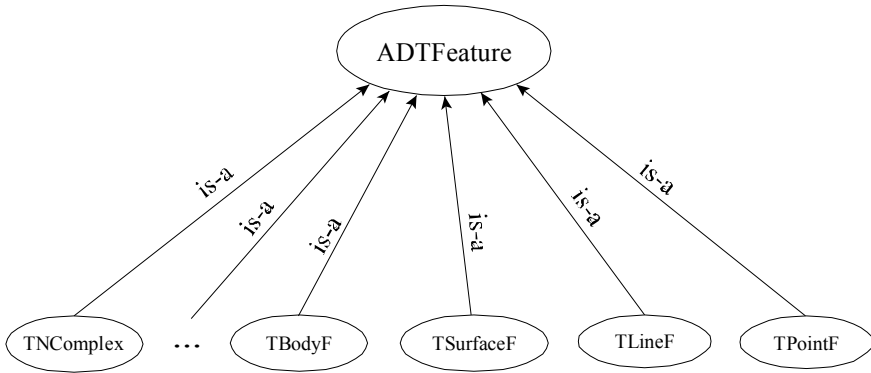 ADTFeature
is-a
is-a
is-a
is-a
is-a
is-a
TNComplex
...
TBodyF
TSurfaceF
TLineF
TPointF